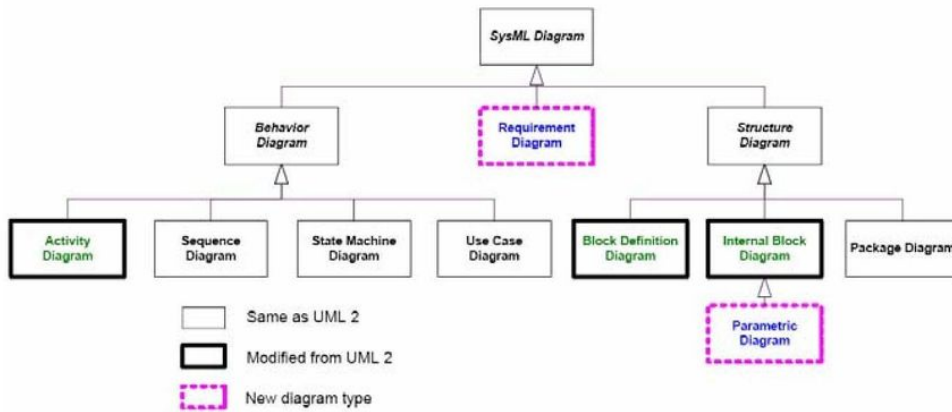 SysML Diagram
Behavior
Diagram
Requirement
Diagram
Structure
Diagram
Activity
Diagram
Sequence
Diagram
State Machine
Diagram
Use Case
Diagram
Block Definition
Diagram
Internal Block
Diagram
Package Diagram
Parametric
Diagram
Same as UML 2
Modified from UML 2
New diagram type